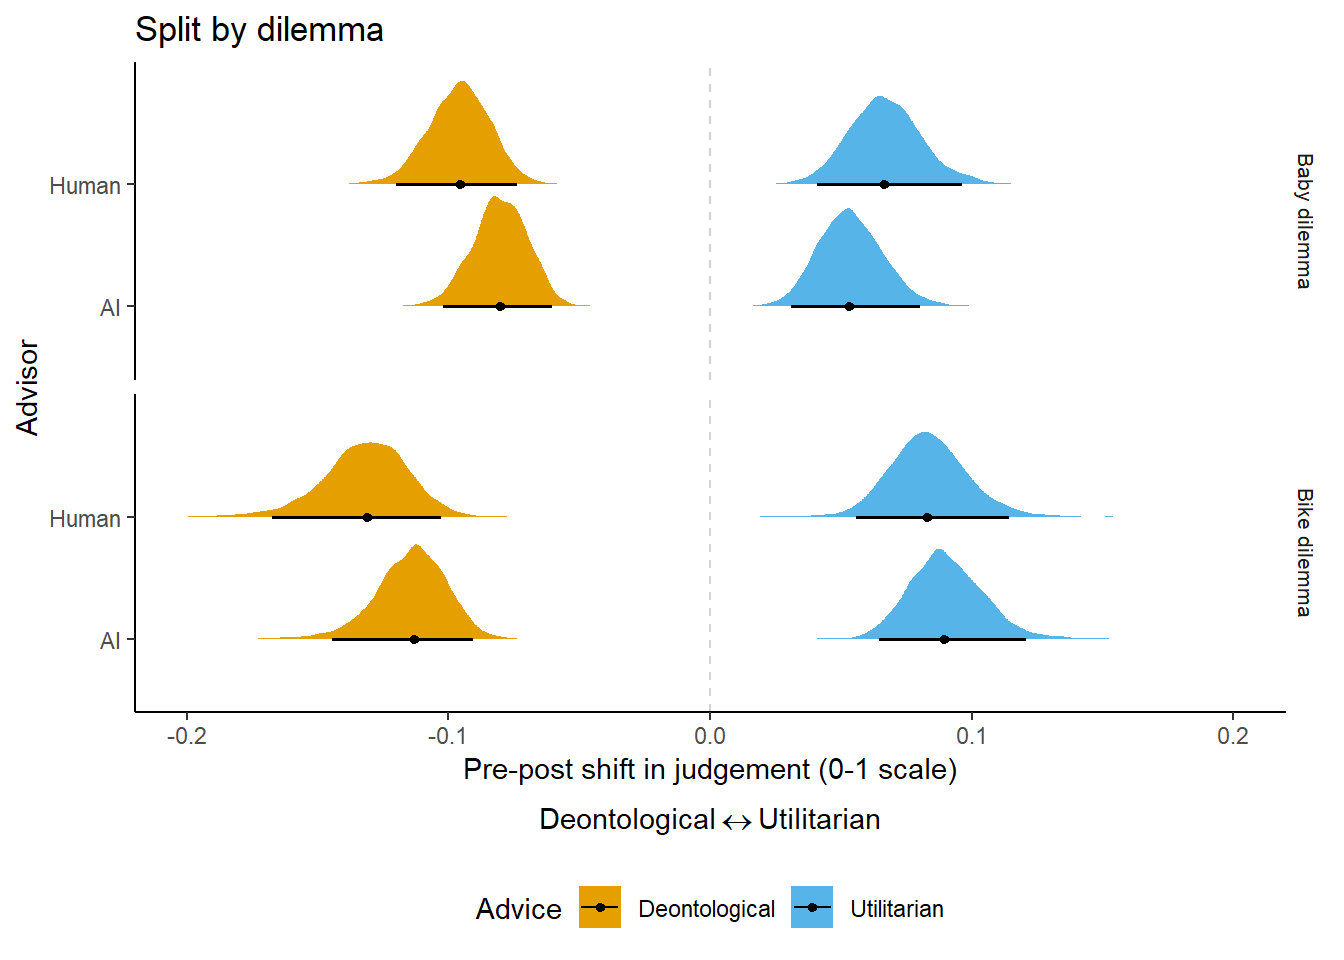 Split by dilemma
Human
AI
Baby dilemma
Advisor
Human
AI
Bike dilemma
-0.2
-0.1
0.0
0.1
0.2
Pre-post shift in judgement (0-1 scale)
Deontological ↔ Utilitarian
Advice
Deontological
Utilitarian